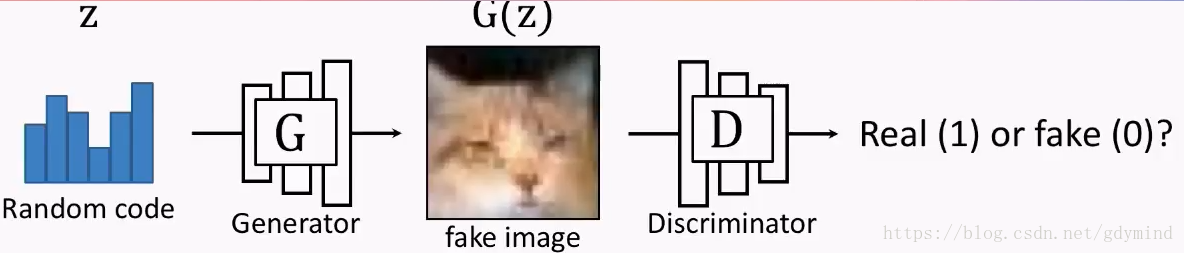 z
G(z)
G
D
Real (1) or fake (0)?
Random code
Generator
fake image
Discriminator
https://blog.csdn.net/gdymind